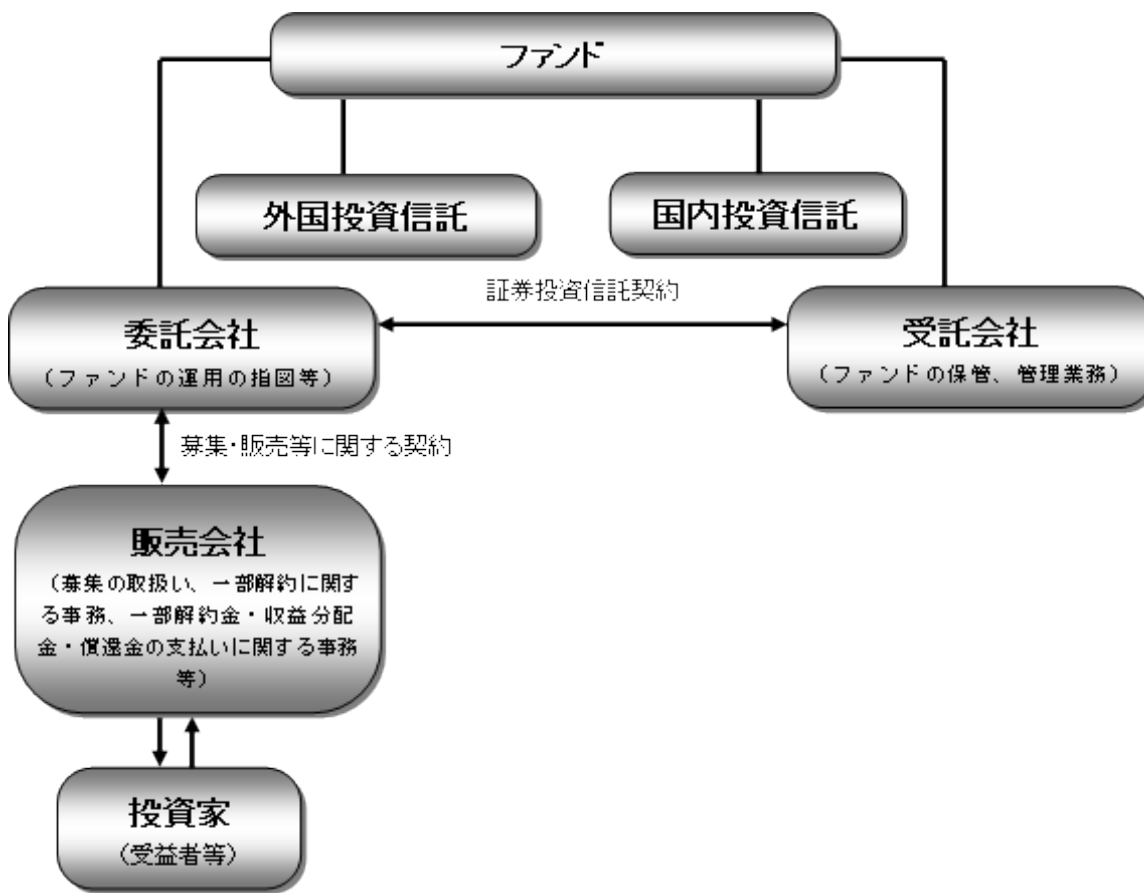 ファンド
外国投資信託
国内投資信託
証券投資信託契約
委託会社
（ファンドの運用の指図等）
受託会社
（ファンドの保管、管理業務）
募集・販売等に関する契約
販売会社
（募集の取扱い、一部解約に関す
る事務、一部解約金・収益分配
金・償還金の支払いに関する事務
等）
投資家
（受益者等）